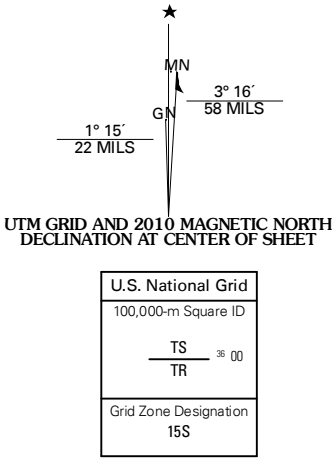 MN
3° 16´
58 MILS
GN
1° 15´
22 MILS
UTM GRID AND 2010 MAGNETIC NORTH
DECLINATION AT CENTER OF SHEET
U.S. National Grid
100,000-m Square ID
TS
36 00
TR
Grid Zone Designation
15S